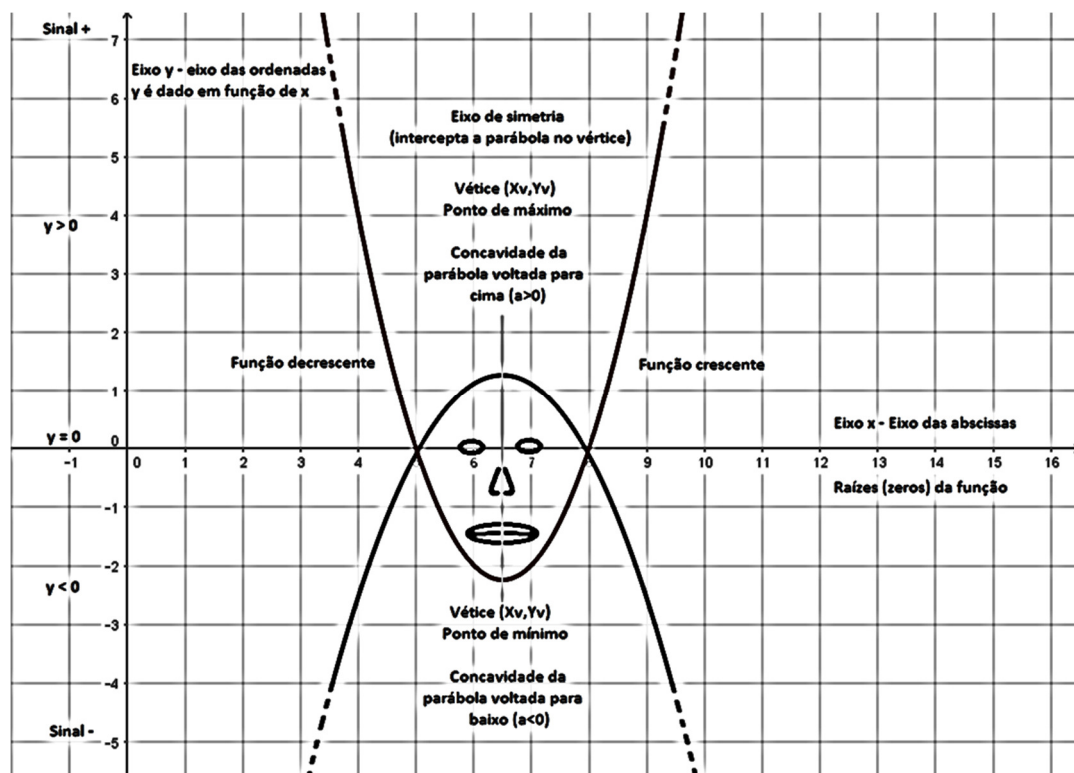 Sinal +
7
Eixo y - eixo das ordenadas
y é dado em função de x
6
Eixo de simetria
(intercepta a parábola no vértice)
5
Vétice (Xv,Yv)
Ponto de máximo
y > 0
4
Concavidade da
parábola voltada para
cima (a>0)
3
2
Função decrescente
Função crescente
1
Eixo x - Eixo das abscissas
y = 0
0
-1 0 1 2 3 4 5 6 7 8 9 10 11 12 13 14 15 16
Raízes (zeros) da função
-1
-2
y < 0
Vétice (Xv,Yv)
Ponto de mínimo
-3
Concavidade da
parábola voltada para
baixo (a<0)
-4
Sinal -
-5